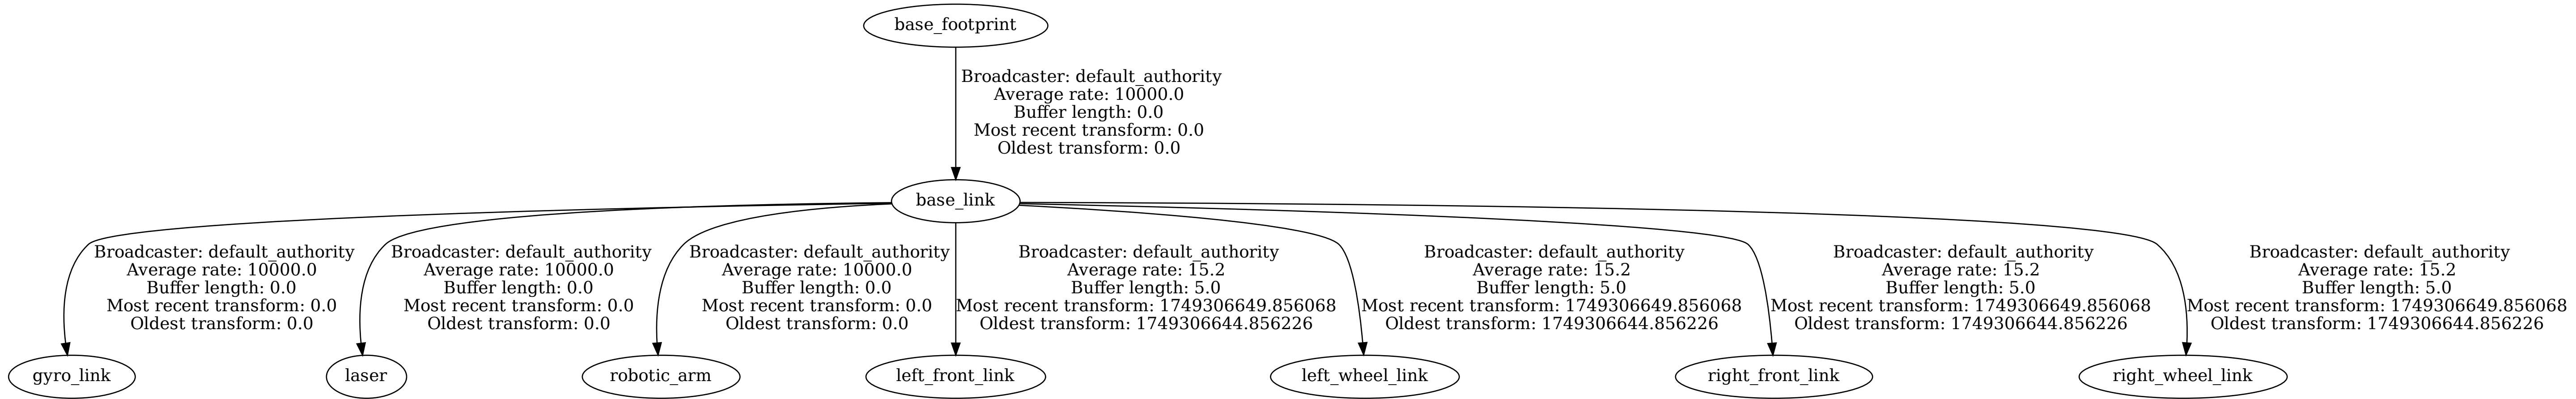 base_footprint
Broadcaster: default_authority
Average rate: 10000.0
Buffer length: 0.0
Most recent transform: 0.0
Oldest transform: 0.0
base_link
Broadcaster: default_authority
Average rate: 10000.0
Buffer length: 0.0
Most recent transform: 0.0
Oldest transform: 0.0
Broadcaster: default_authority
Average rate: 10000.0
Buffer length: 0.0
Most recent transform: 0.0
Oldest transform: 0.0
Broadcaster: default_authority
Average rate: 10000.0
Buffer length: 0.0
Most recent transform: 0.0
Oldest transform: 0.0
Broadcaster: default_authority
Average rate: 15.2
Buffer length: 5.0
Most recent transform: 1749306649.856068
Oldest transform: 1749306644.856226
Broadcaster: default_authority
Average rate: 15.2
Buffer length: 5.0
Most recent transform: 1749306649.856068
Oldest transform: 1749306644.856226
Broadcaster: default_authority
Average rate: 15.2
Buffer length: 5.0
Most recent transform: 1749306649.856068
Oldest transform: 1749306644.856226
Broadcaster: default_authority
Average rate: 15.2
Buffer length: 5.0
Most recent transform: 1749306649.856068
Oldest transform: 1749306644.856226
gyro_link
laser
robotic_arm
left_front_link
left_wheel_link
right_front_link
right_wheel_link